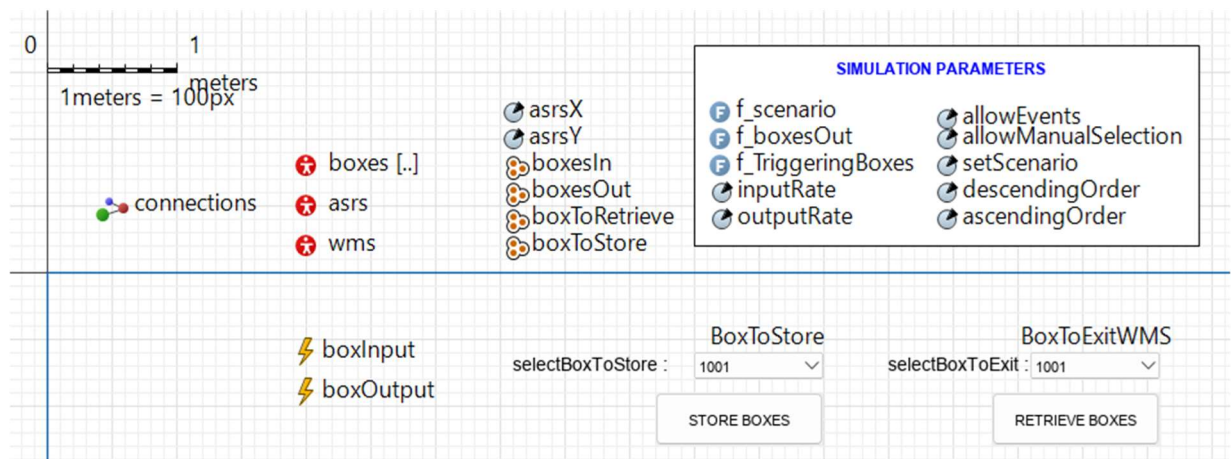 0
1
meters
1meters = 100px
connections
boxes [..]
asrs
wms
asrsX
asrsY
boxesIn
boxesOut
boxToRetrieve
boxToStore
SIMULATION PARAMETERS
f_scenario
f_boxesOut
f_TriggeringBoxes
inputRate
outputRate
allowEvents
allowManualSelection
setScenario
descendingOrder
ascendingOrder
boxInput
boxOutput
BoxToStore
selectBoxToStore : 1001
STORE BOXES
BoxToExitWMS
selectBoxToExit : 1001
RETRIEVE BOXES